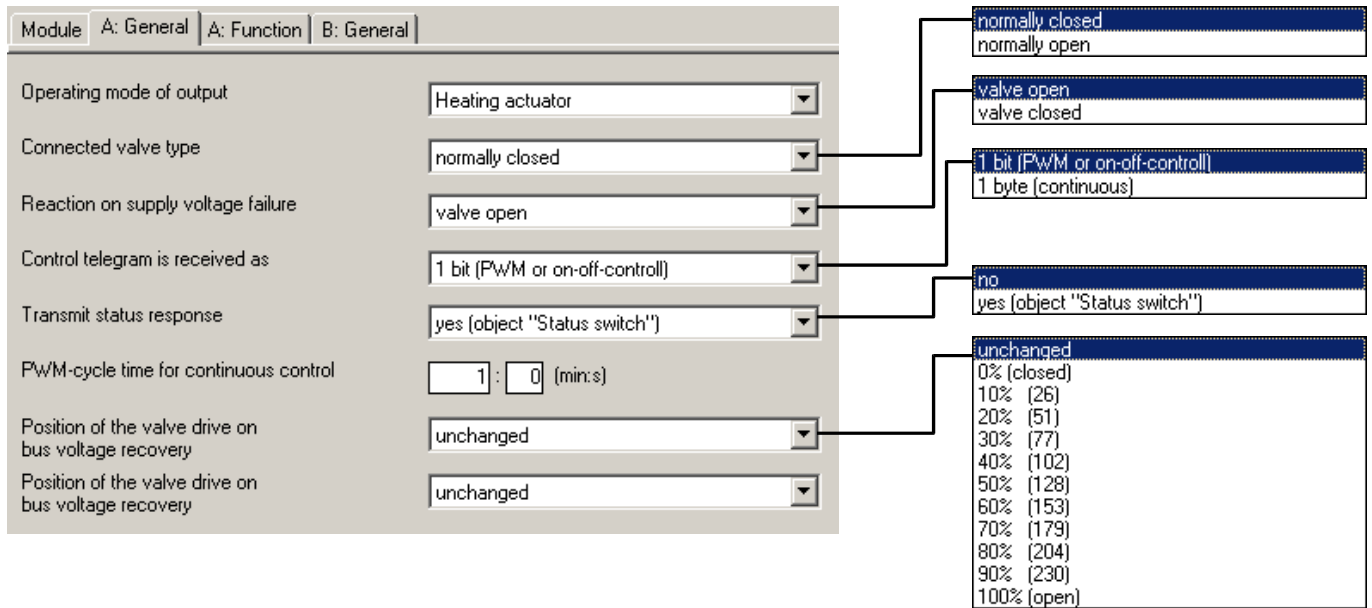 Module A: General A: Function B: General
Operating mode of output Heating actuator
Connected valve type normally closed
Reaction on supply voltage failure valve open
Control telegram is received as 1 bit (PWM or on-off-controll)
Transmit status response yes (object "Status switch")
PWM-cycle time for continuous control 1 : 0 (min:s)
Position of the valve drive on
bus voltage recovery unchanged
Position of the valve drive on
bus voltage recovery unchanged
normally closed
normally open
valve open
valve closed
1 bit (PWM or on-off-controll)
1 byte (continuous)
no
yes (object "Status switch")
unchanged
0% (closed)
10% (26)
20% (51)
30% (77)
40% (102)
50% (128)
60% (153)
70% (179)
80% (204)
90% (230)
100% (open)